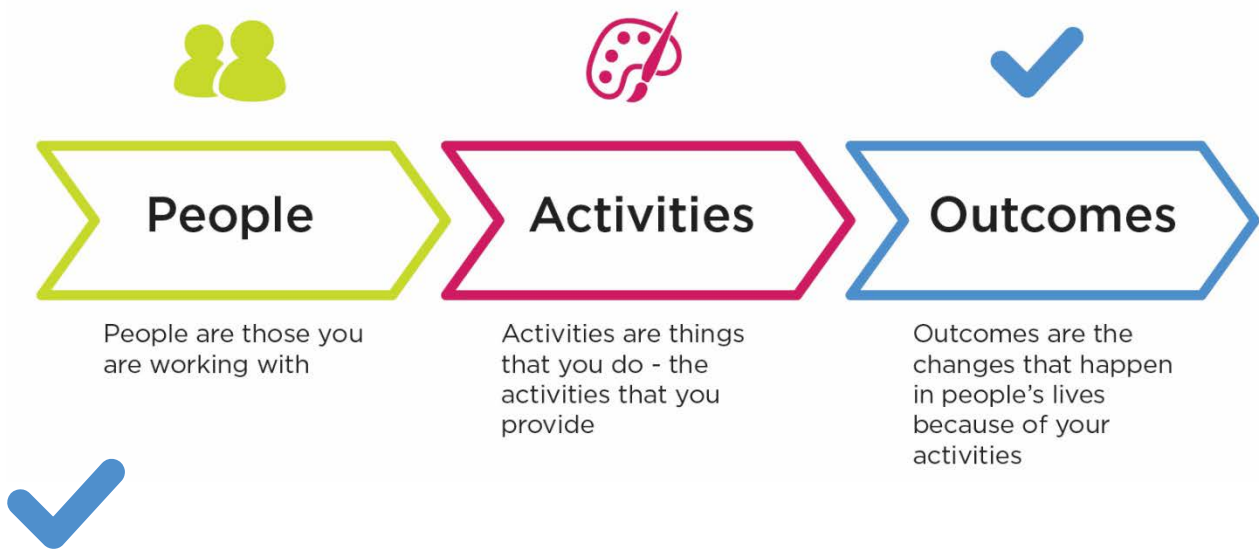 People
Activities
Outcomes
People are those you
are working with
Activities are things
that you do - the
activities that you
provide
Outcomes are the
changes that happen
in people's lives
because of your
activities